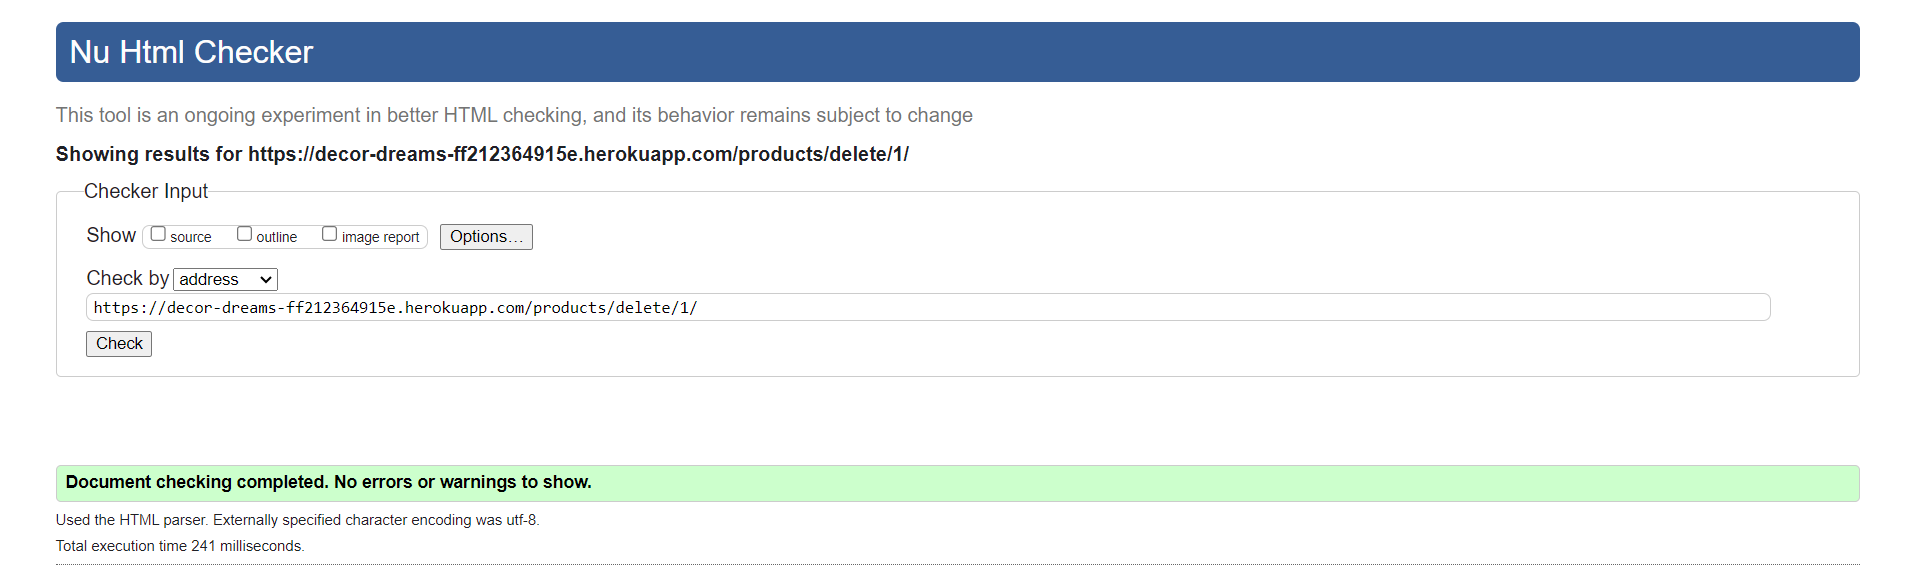 Nu Html Checker
This tool is an ongoing experiment in better HTML checking, and its behavior remains subject to change
Showing results for https://decor-dreams-ff212364915e.herokuapp.com/products/delete/1/
Checker Input
Show source outline image report Options...
Check by address
https://decor-dreams-ff212364915e.herokuapp.com/products/delete/1/
Check
Document checking completed. No errors or warnings to show.
Used the HTML parser. Externally specified character encoding was utf-8.
Total execution time 241 milliseconds.